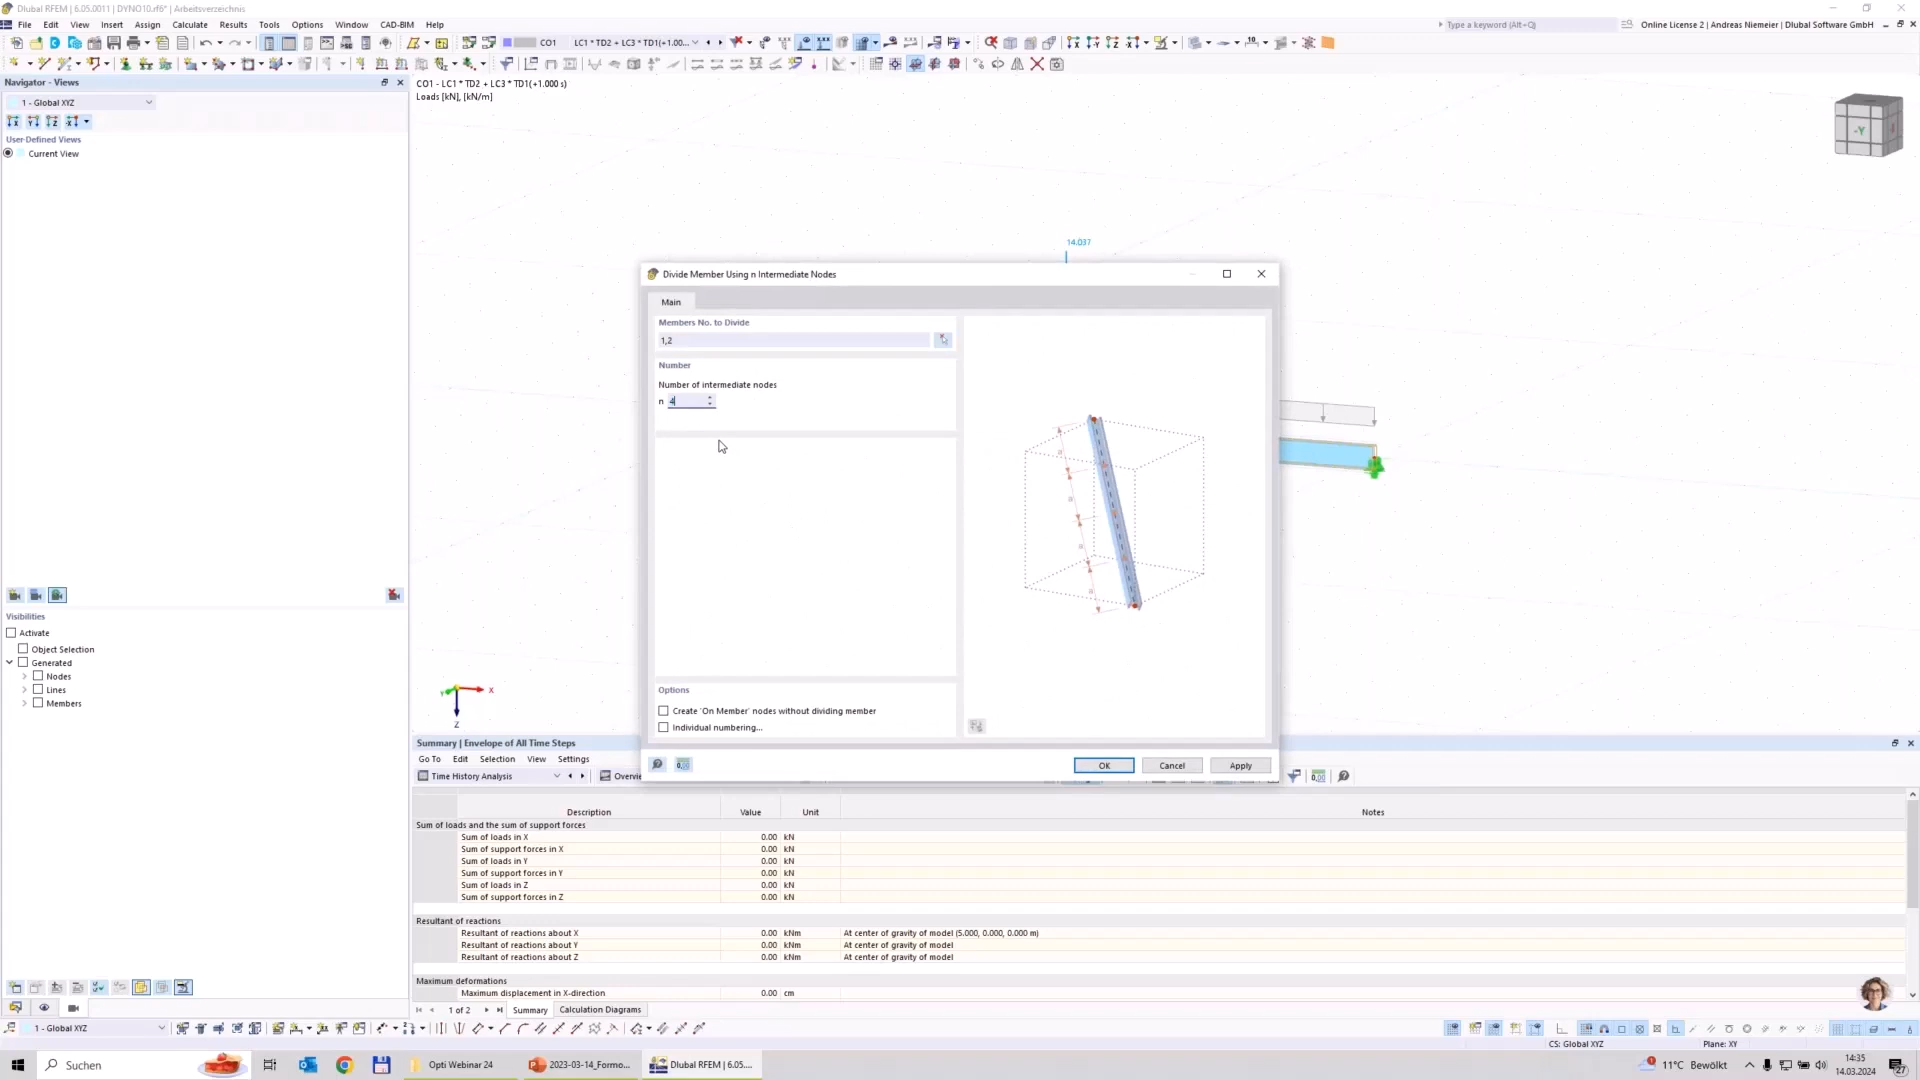 Dlubal RFEM | 6.05.0011 | DYNO10.rf6* | Arbeitsverzeichnis
File Edit View Insert Assign Calculate Results Tools Options Window CAD-BIM Help
Type a keyword (Alt+Q)
Online License 2 | Andreas Niemeier | Dlubal Software GmbH
CO1 LC1 * TD2 + LC3 * TD1(+1.00...
Navigator - Views
1 - Global XYZ
User-Defined Views
Current View
CO1 - LC1 * TD2 + LC3 * TD1(+1.000 s)
Loads [kN], [kN/m]
-Y
14.037
Divide Member Using n Intermediate Nodes
Main
Members No. to Divide
1,2
Number
Number of intermediate nodes
n 4
Options
Create 'On Member' nodes without dividing member
Individual numbering...
OK Cancel Apply
X
Y
Z
Visibilities
Activate
Object Selection
Generated
Nodes
Lines
Members
Summary | Envelope of All Time Steps
Go To Edit Selection View Settings
Time History Analysis
Description Value Unit Notes
Sum of loads and the sum of support forces
Sum of loads in X 0.00 kN
Sum of support forces in X 0.00 kN
Sum of loads in Y 0.00 kN
Sum of support forces in Y 0.00 kN
Sum of loads in Z 0.00 kN
Sum of support forces in Z 0.00 kN
Resultant of reactions
Resultant of reactions about X 0.00 kNm At center of gravity of model (5.000, 0.000, 0.000 m)
Resultant of reactions about Y 0.00 kNm At center of gravity of model
Resultant of reactions about Z 0.00 kNm At center of gravity of model
Maximum deformations
Maximum displacement in X-direction 0.00 cm
1 of 2 Summary Calculation Diagrams
1 - Global XYZ
CS: Global XYZ Plane: XY
Suchen
Opti Webinar 24
2023-03-14_Formo...
Dlubal RFEM | 6.05....
11°C Bewölkt
14:35
14.03.2024
27